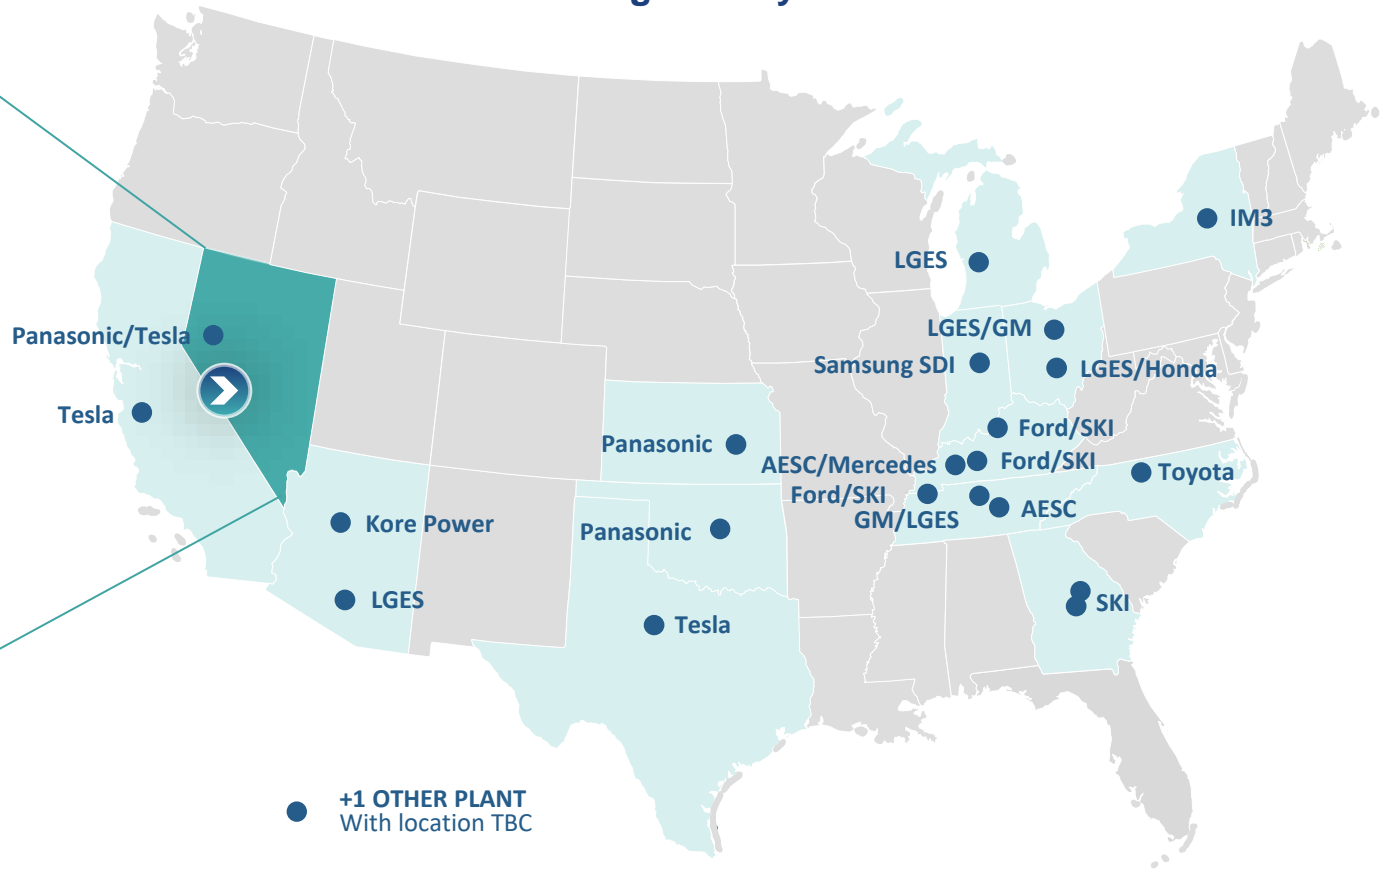 IM3
LGES
LGES/GM
Panasonic/Tesla
Samsung SDI
LGES/Honda
Tesla
Ford/SKI
Panasonic
AESC/Mercedes
Ford/SKI
Toyota
Ford/SKI
GM/LGES
AESC
Kore Power
Panasonic
LGES
SKI
Tesla
+1 OTHER PLANT
With location TBC